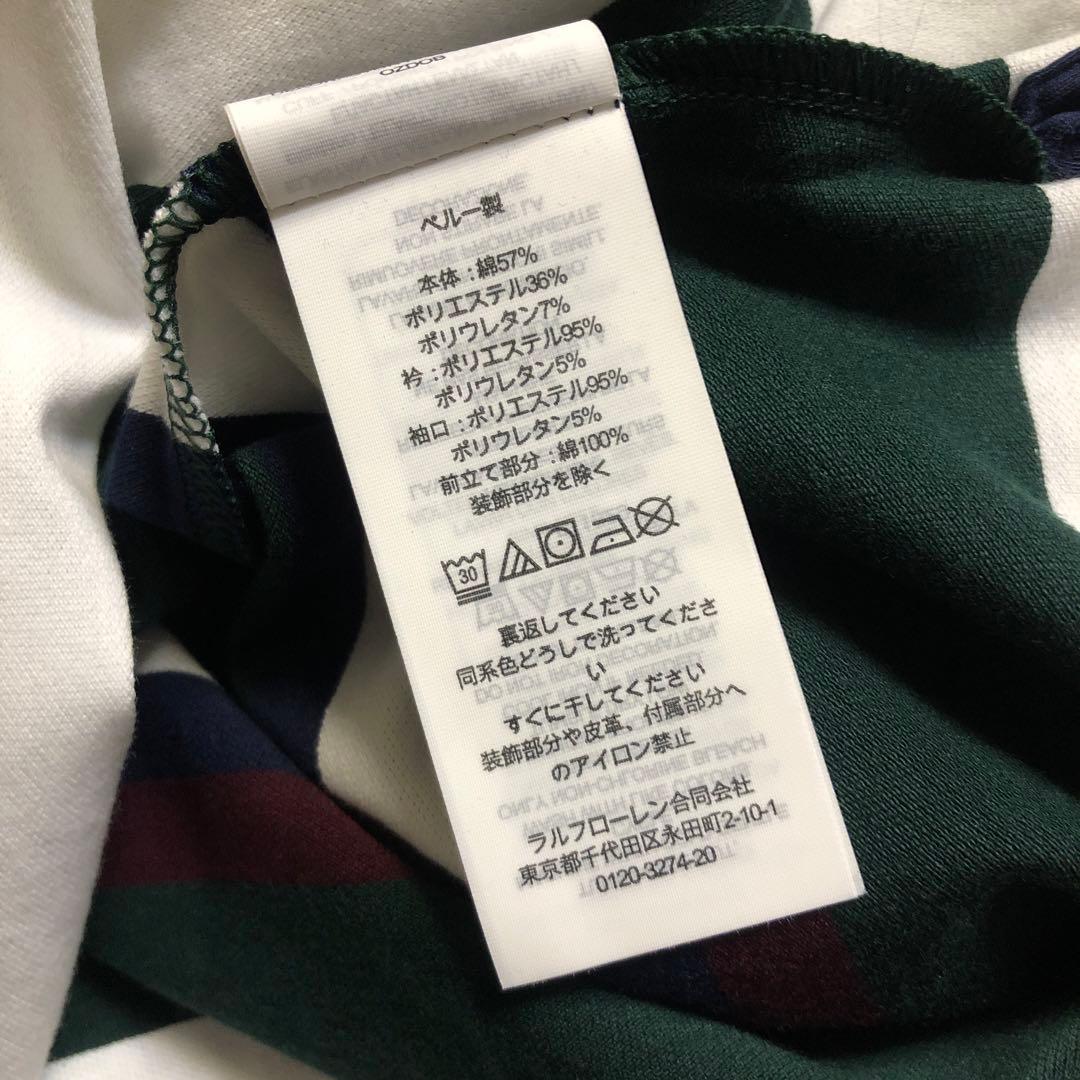 OZDOB
ペルー製
本体：綿57%
ポリエステル36%
ポリウレタン7%
衿：ポリエステル95%
ポリウレタン5%
袖口：ポリエステル95%
ポリウレタン5%
前立て部分：綿100%
装飾部分を除く
30
裏返してください
同系色どうしで洗ってくださ
い
すぐに干してください
装飾部分や皮革、付属部分へ
のアイロン禁止
ラルフローレン合同会社
東京都千代田区永田町2-10-1
0120-3274-20